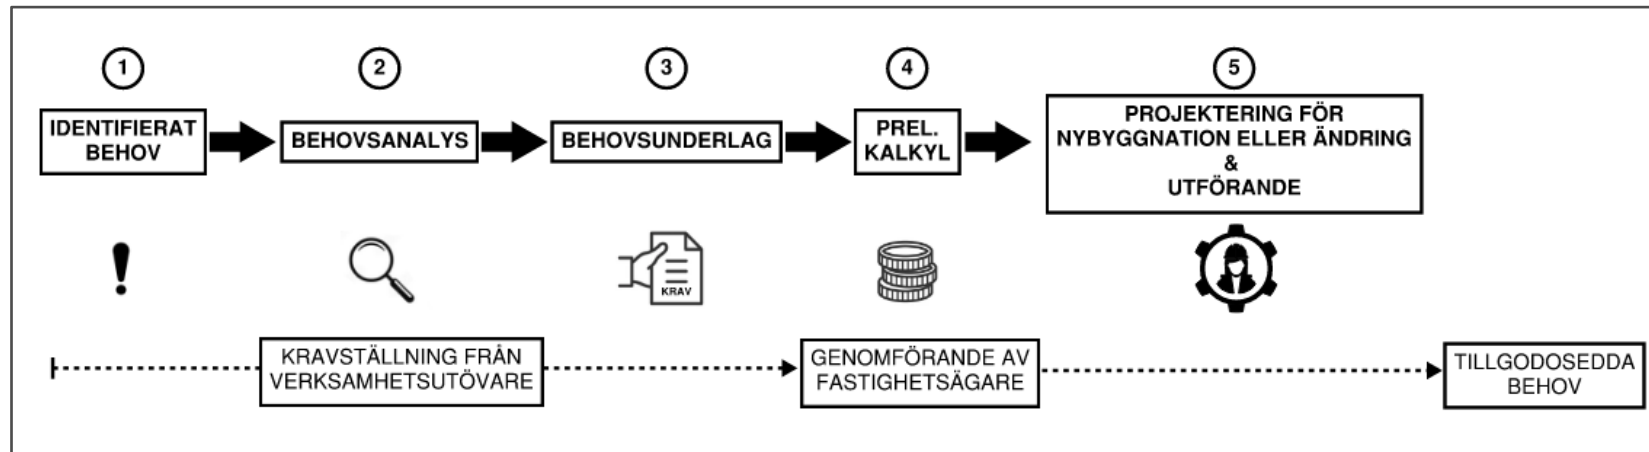 1
2
3
4
5
IDENTIFIERAT
BEHOV
BEHOVSANALYS
BEHOVSUNDERLAG
PREL.
KALKYL
PROJEKTERING FÖR
NYBYGGNATION ELLER ÄNDRING
&
UTFÖRANDE
KRAV
KRAVSTÄLLNING FRÅN
VERKSAMHETSUTÖVARE
GENOMFÖRANDE AV
FASTIGHETSÄGARE
TILLGODOSEDDA
BEHOV